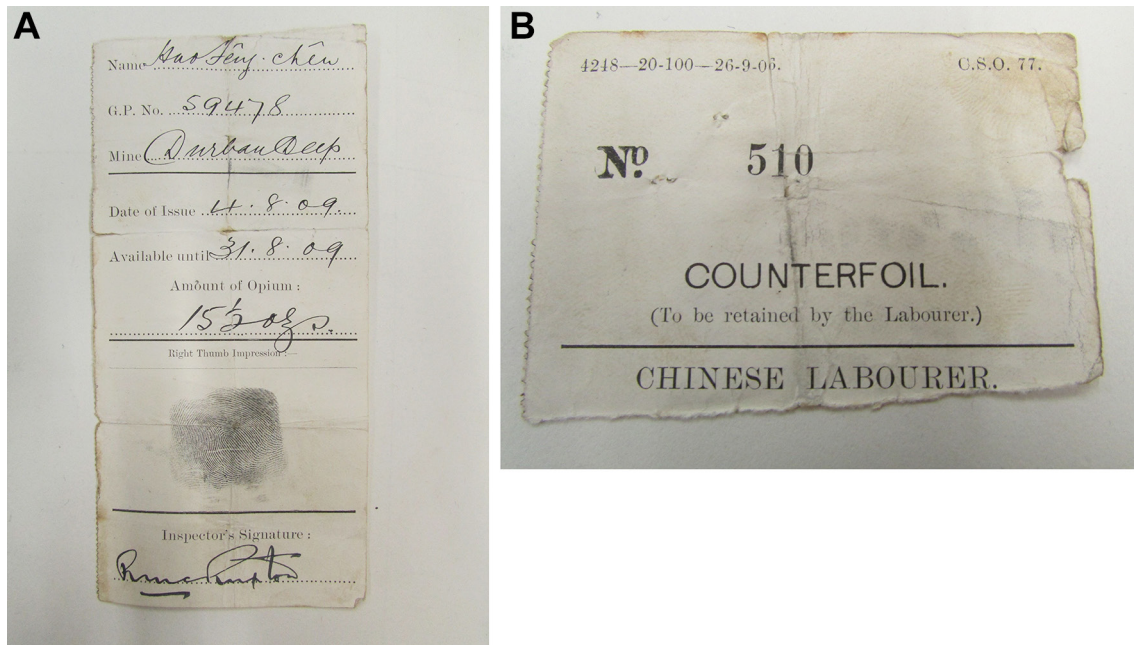 A
Name Hao Fêng-chên
G.P. No. 59478
Mine Durban Deep
Date of Issue 4.8.09
Available until 31.8.09
Amount of Opium:
15½ ozs.
Right Thumb Impression:—
Inspector's Signature:
B
4248—20-100—26-9-06. C.S.O. 77.
No. 510
COUNTERFOIL.
(To be retained by the Labourer.)
CHINESE LABOURER.